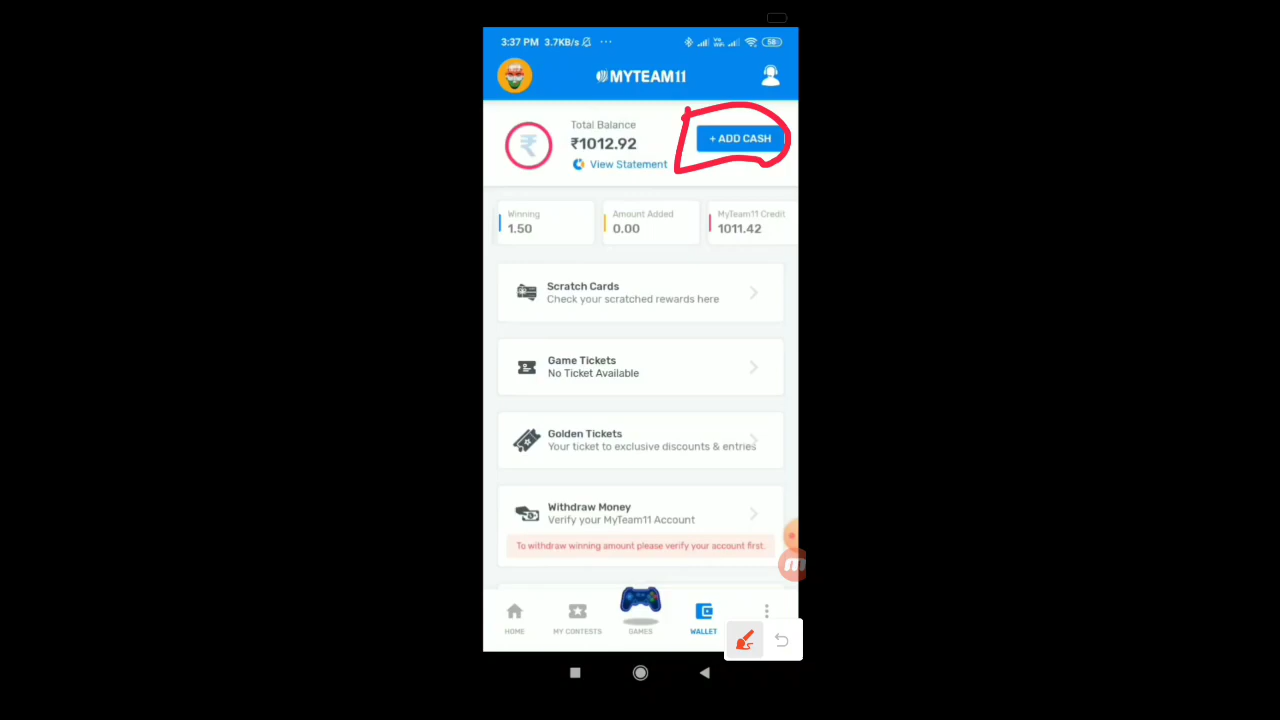 3:37 PM 3.7KB/s ...
58
MYTEAM11
Total Balance
₹1012.92
View Statement
+ ADD CASH
Winning
1.50
Amount Added
0.00
MyTeam11 Credit
1011.42
Scratch Cards
Check your scratched rewards here
Game Tickets
No Ticket Available
Golden Tickets
Your ticket to exclusive discounts & entries
Withdraw Money
Verify your MyTeam11 Account
To withdraw winning amount please verify your account first.
HOME
MY CONTESTS
GAMES
WALLET